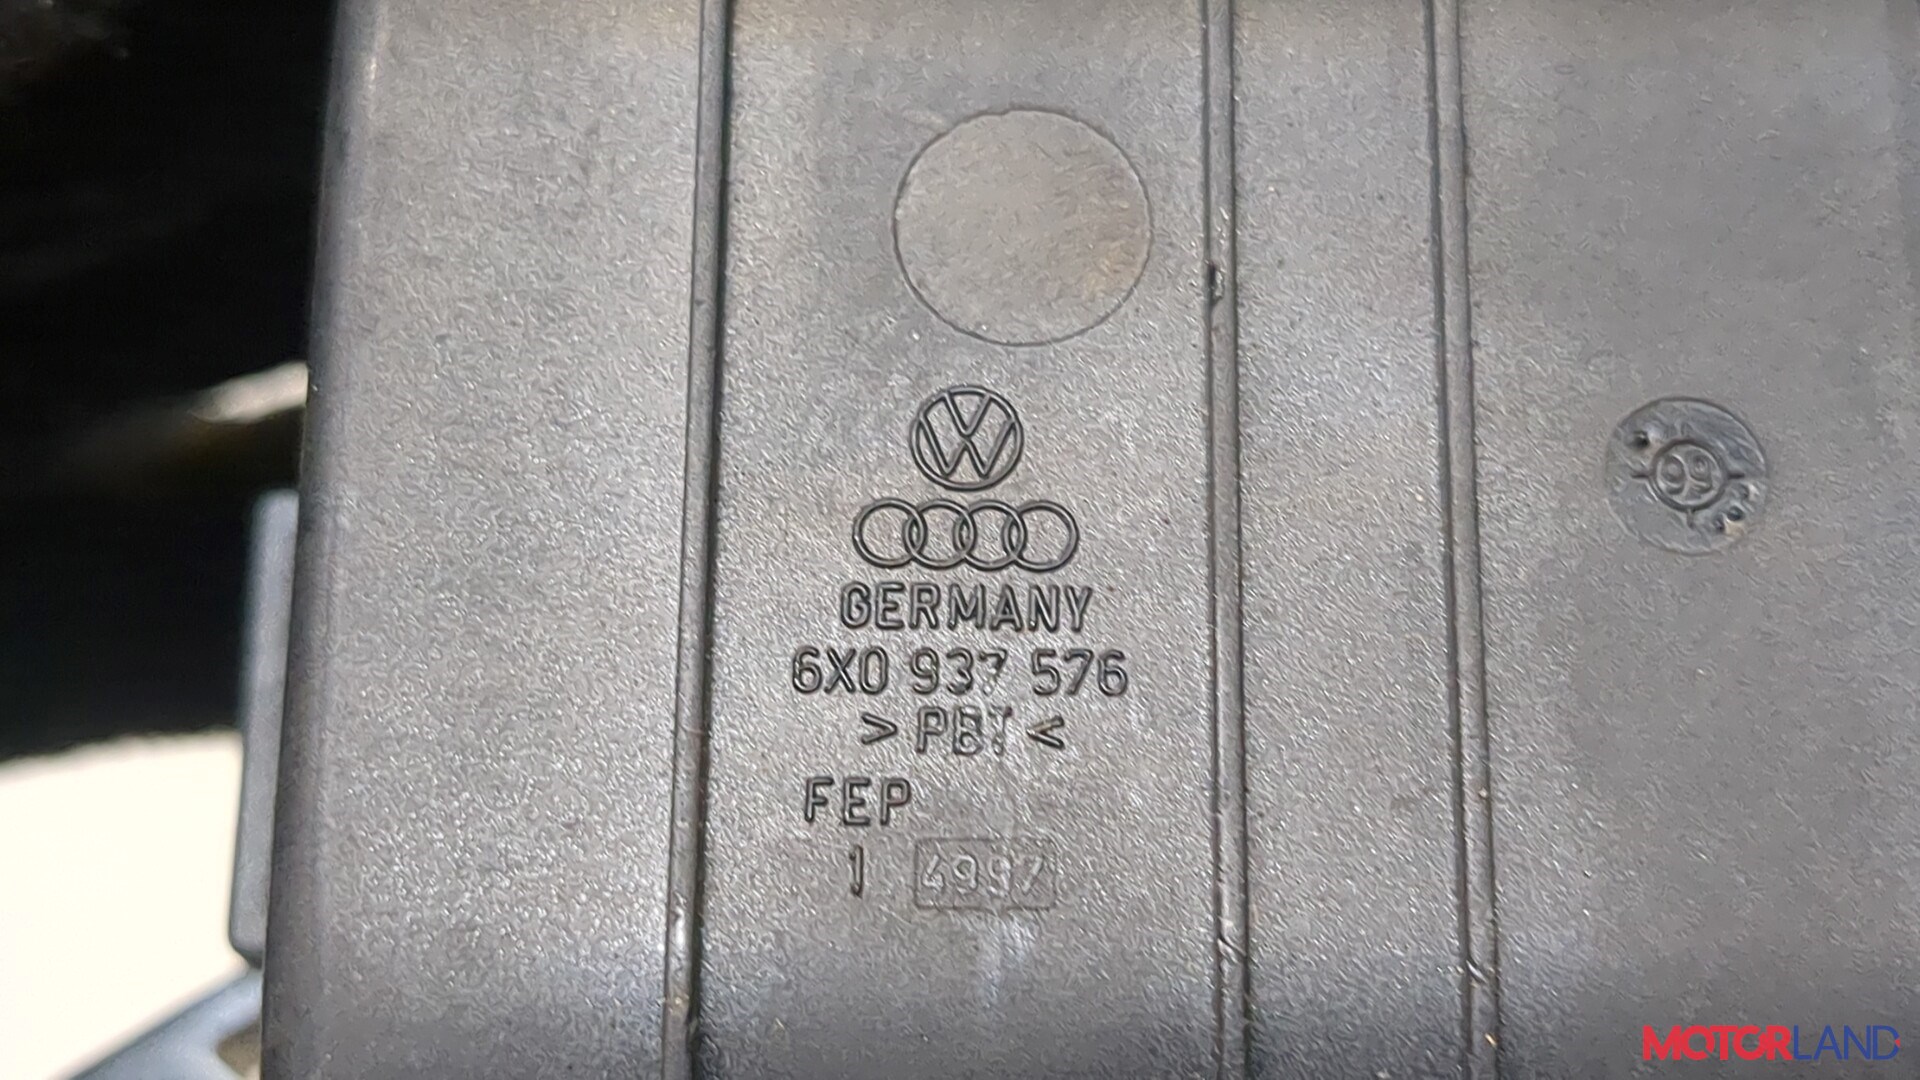 GERMANY
6X0 937 576
> PBT <
FEP
1 4997
99
MOTORLAND